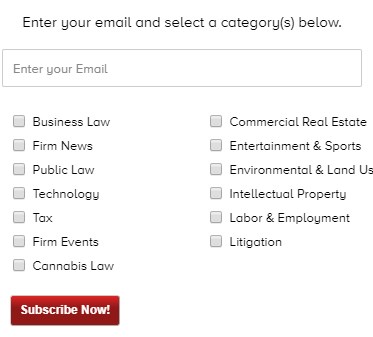 Enter your email and select a category(s) below.
Enter your Email
Business Law
Firm News
Public Law
Technology
Tax
Firm Events
Cannabis Law
Commercial Real Estate
Entertainment & Sports
Environmental & Land Us
Intellectual Property
Labor & Employment
Litigation
Subscribe Now!